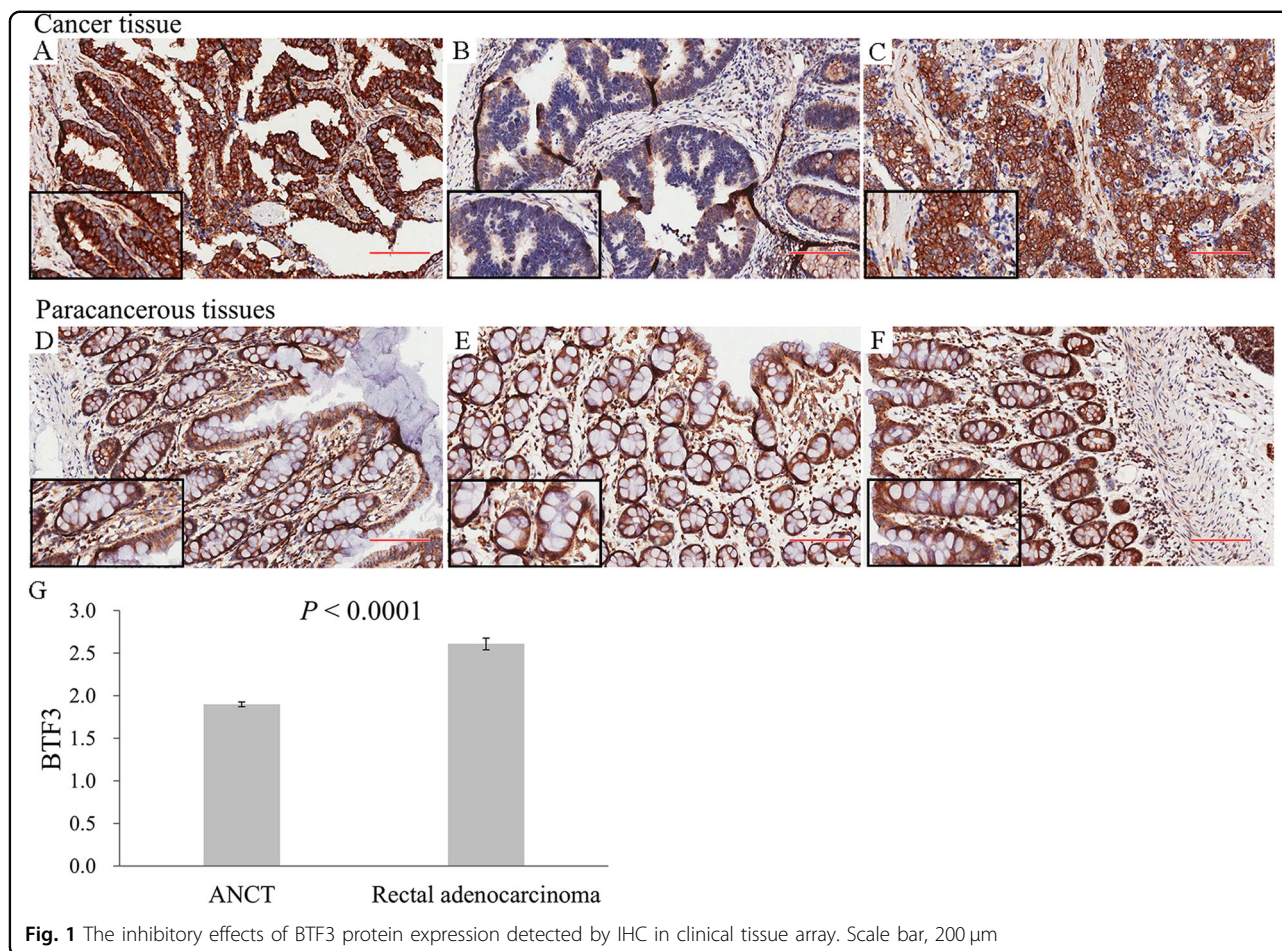 Cancer tissue
A
B
C
Paracancerous tissues
D
E
F
G
P < 0.0001
3.0
2.5
2.0
1.5
1.0
0.5
0.0
BTF3
ANCT
Rectal adenocarcinoma
Fig. 1 The inhibitory effects of BTF3 protein expression detected by IHC in clinical tissue array. Scale bar, 200 μm